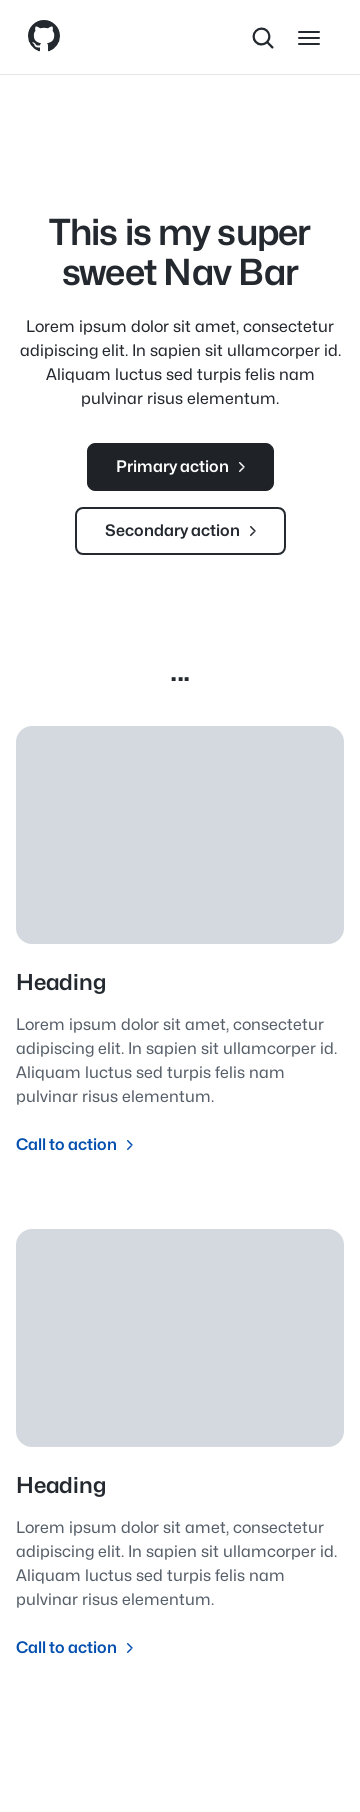 This is my super
sweet Nav Bar
Lorem ipsum dolor sit amet, consectetur
adipiscing elit. In sapien sit ullamcorper id.
Aliquam luctus sed turpis felis nam
pulvinar risus elementum.
Primary action
Secondary action
...
Heading
Lorem ipsum dolor sit amet, consectetur
adipiscing elit. In sapien sit ullamcorper id.
Aliquam luctus sed turpis felis nam
pulvinar risus elementum.
Call to action
Heading
Lorem ipsum dolor sit amet, consectetur
adipiscing elit. In sapien sit ullamcorper id.
Aliquam luctus sed turpis felis nam
pulvinar risus elementum.
Call to action